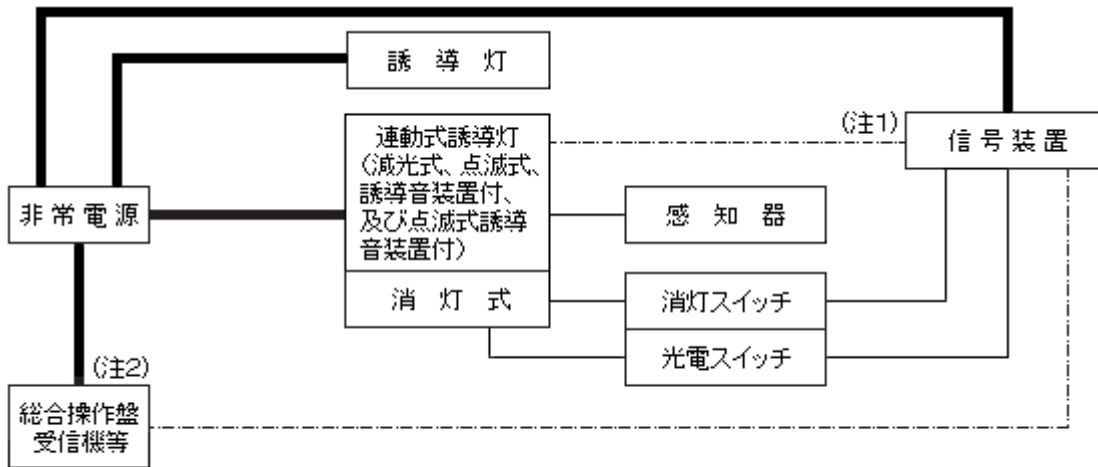 誘導灯
連動式誘導灯
(減光式、点滅式、
誘導音装置付、
及び点滅式誘導
音装置付)
(注1)
信号装置
非常電源
感知器
消灯式
消灯スイッチ
光電スイッチ
(注2)
総合操作盤
受信機等